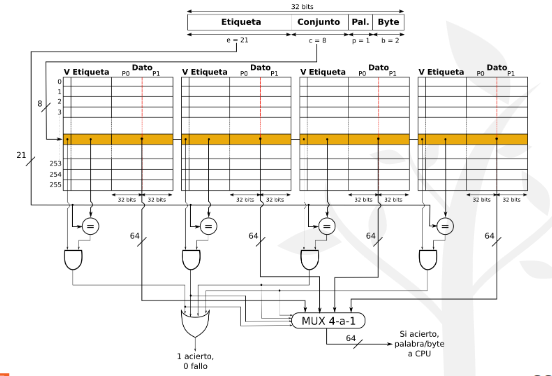 32 bits
Etiqueta Conjunto Pal. Byte
e = 21 c = 8 p = 1 b = 2
V Etiqueta Dato V Etiqueta Dato V Etiqueta Dato V Etiqueta Dato
P0 P1 P0 P1 P0 P1 P0 P1
0
1
2
3
8
21
253
254
255
32 bits 32 bits 32 bits 32 bits 32 bits 32 bits 32 bits 32 bits
= = = =
64 64 64 64
MUX 4-a-1
64
1 acierto,
0 fallo
Si acierto,
palabra/byte
a CPU